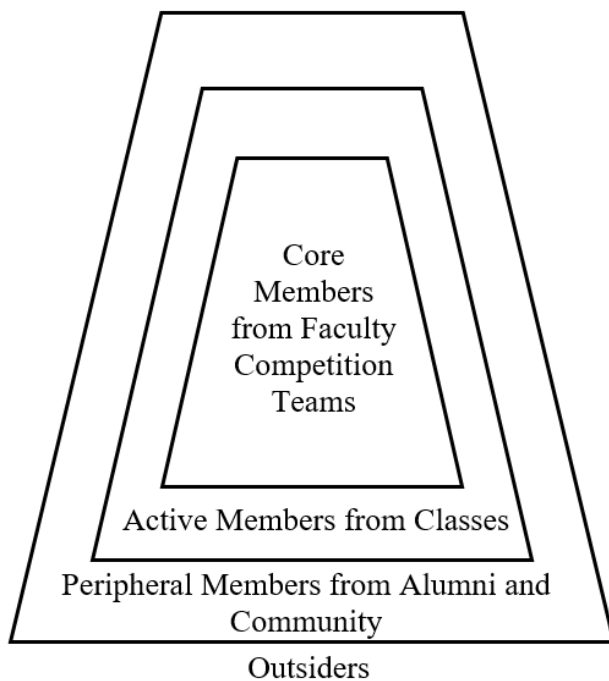 Core
Members
from Faculty
Competition
Teams
Active Members from Classes
Peripheral Members from Alumni and
Community
Outsiders